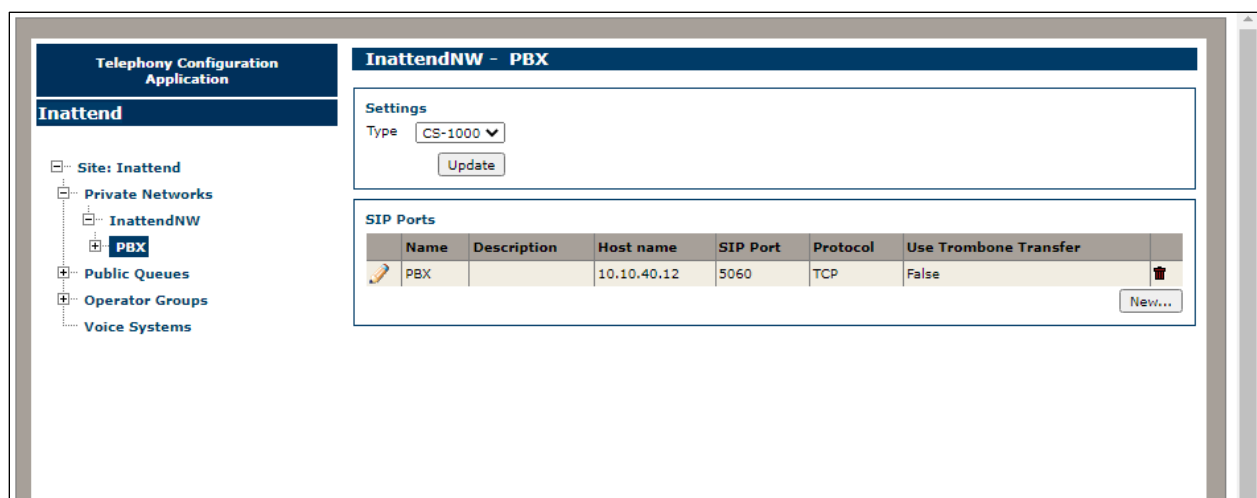 Telephony Configuration
Application
Inattend
Site: Inattend
Private Networks
InattendNW
PBX
Public Queues
Operator Groups
Voice Systems
InattendNW - PBX
Settings
Type CS-1000
Update
SIP Ports
Name Description Host name SIP Port Protocol Use Trombone Transfer
PBX 10.10.40.12 5060 TCP False
New...